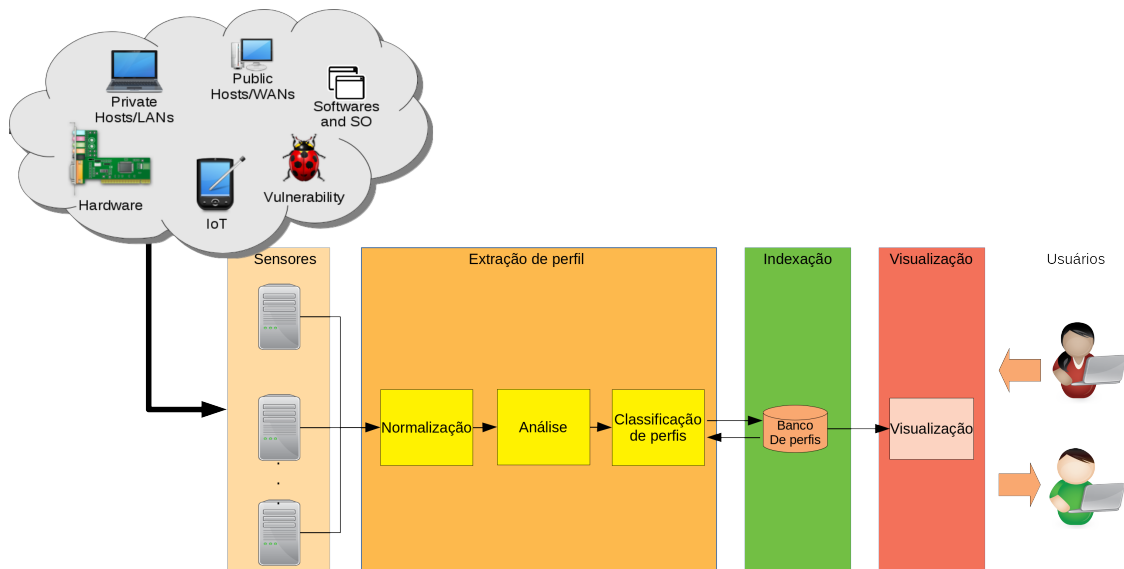 Private
Hosts/LANs
Public
Hosts/WANs
Softwares
and SO
Hardware
IoT
Vulnerability
Sensores
Extração de perfil
Indexação
Visualização
Usuários
Normalização
Análise
Classificação
de perfis
Banco
De perfis
Visualização